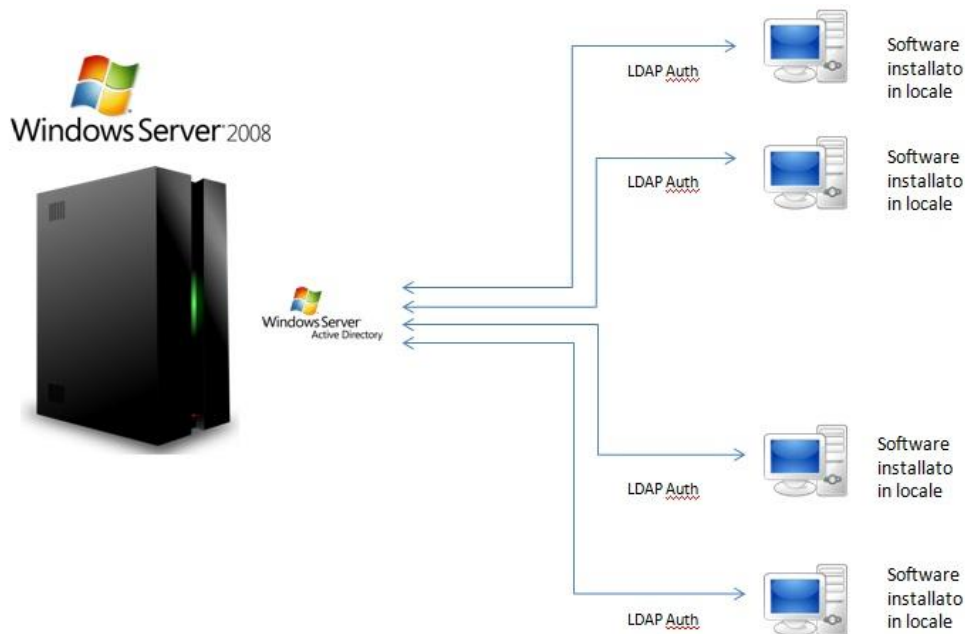 Windows Server 2008
Windows Server
Active Directory
LDAP Auth
Software
installato
in locale
LDAP Auth
Software
installato
in locale
LDAP Auth
Software
installato
in locale
LDAP Auth
Software
installato
in locale